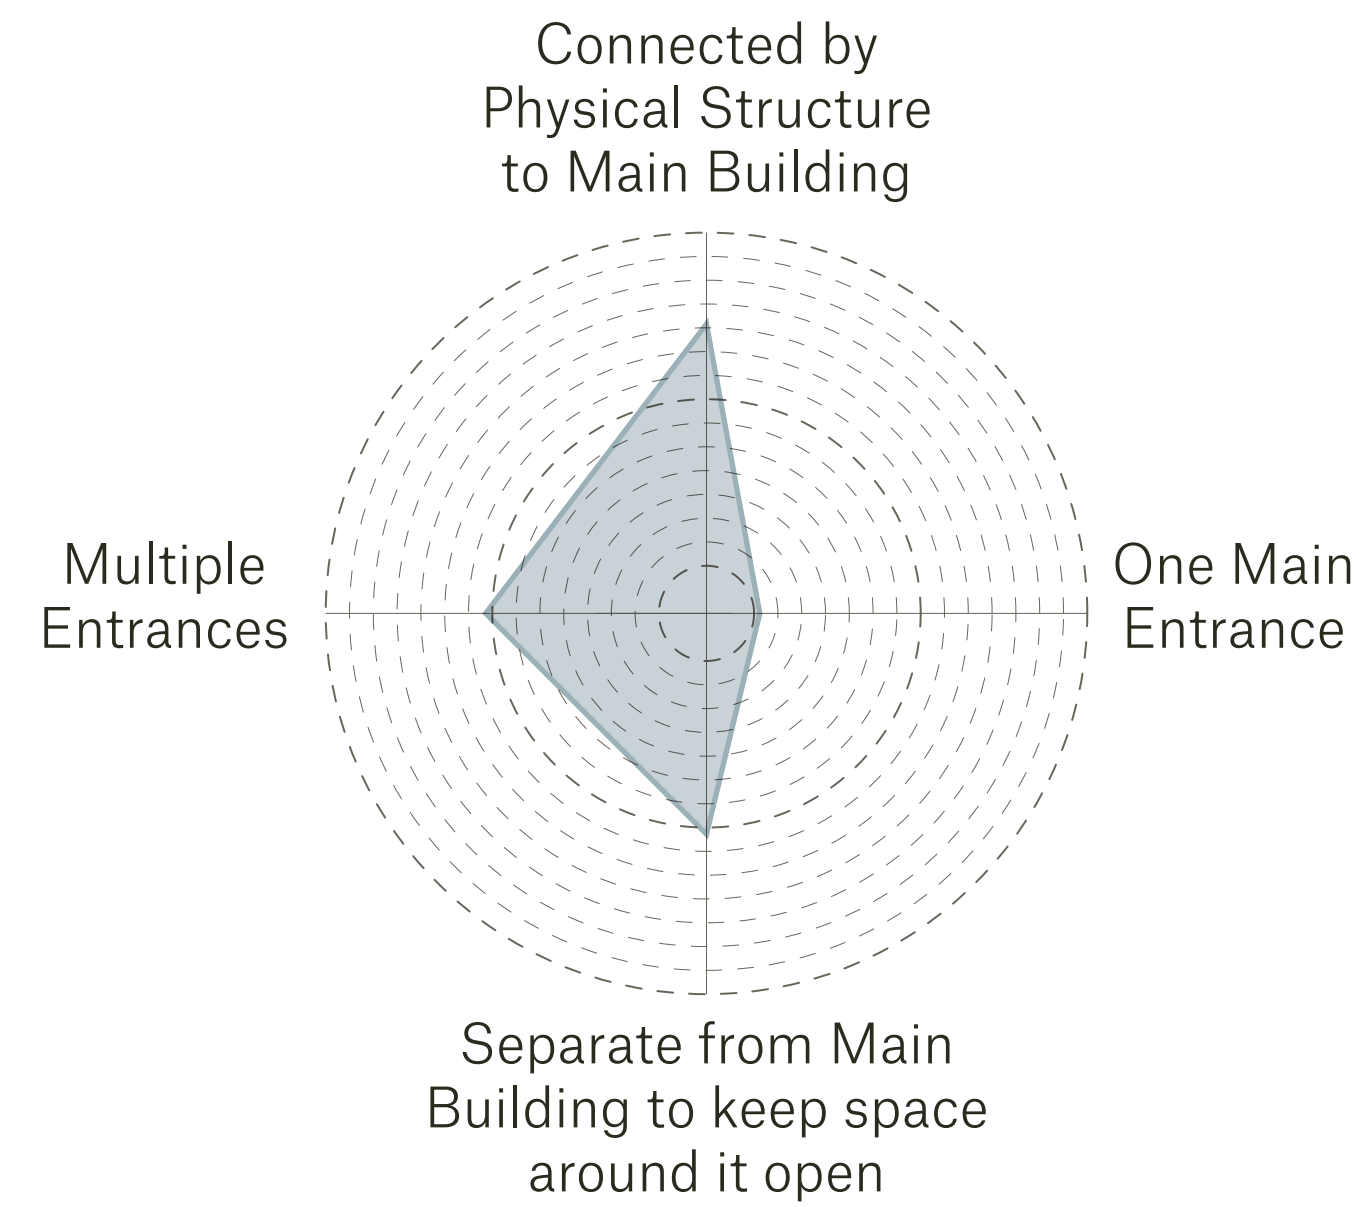 Connected by
Physical Structure
to Main Building
Multiple
Entrances
One Main
Entrance
Separate from Main
Building to keep space
around it open